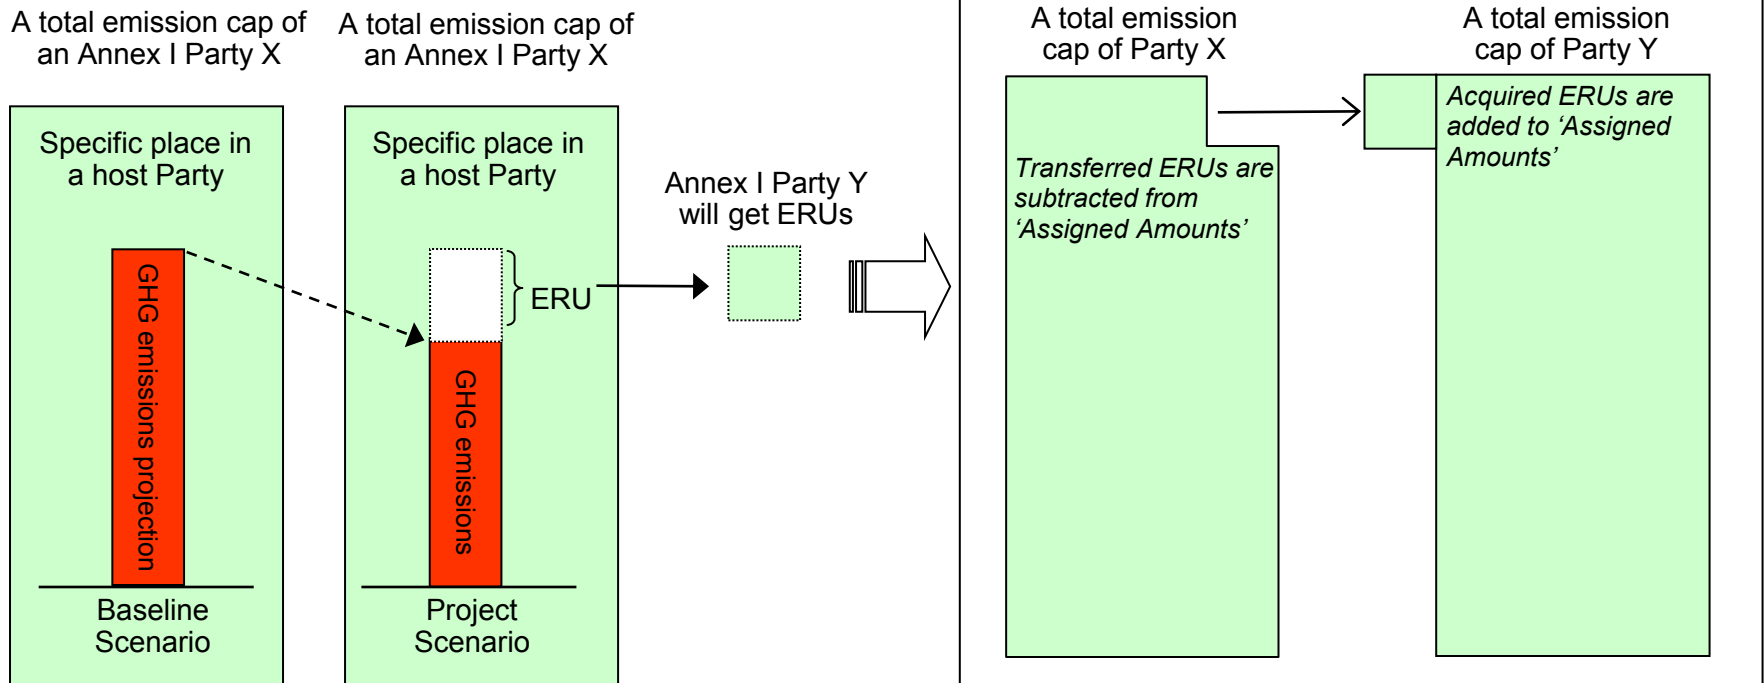 A total emission cap of
an Annex I Party X
Specific place in
a host Party
GHG emissions projection
Baseline
Scenario
A total emission cap of
an Annex I Party X
Specific place in
a host Party
ERU
GHG emissions
Project
Scenario
Annex I Party Y
will get ERUs
A total emission
cap of Party X
Transferred ERUs are
subtracted from
‘Assigned Amounts’
A total emission
cap of Party Y
Acquired ERUs are
added to ‘Assigned
Amounts’